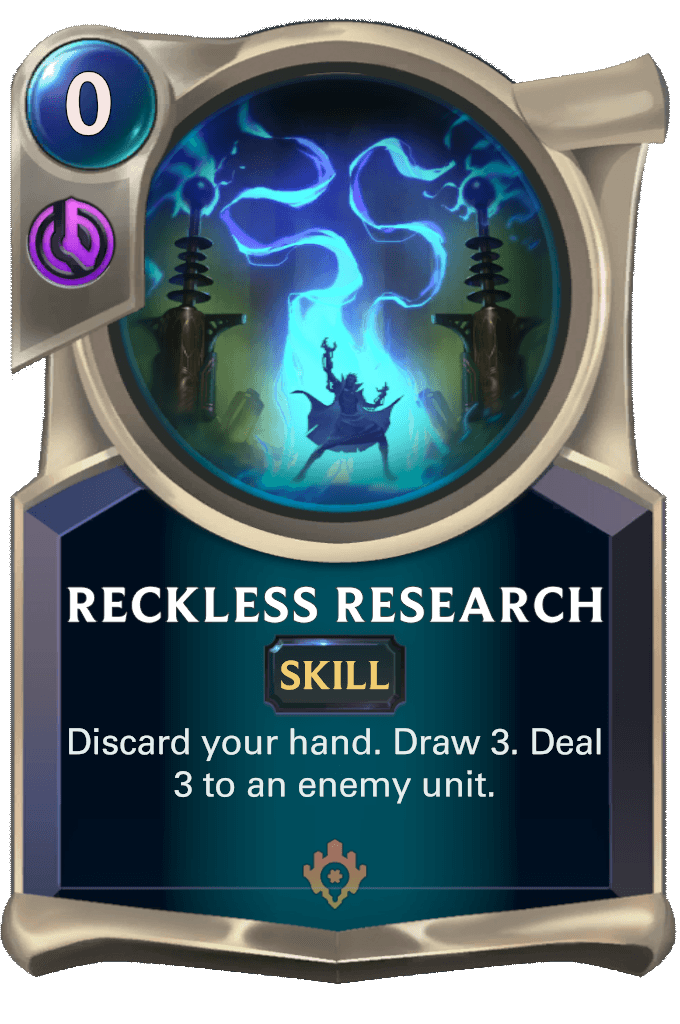 0
RECKLESS RESEARCH
SKILL
Discard your hand. Draw 3. Deal
3 to an enemy unit.